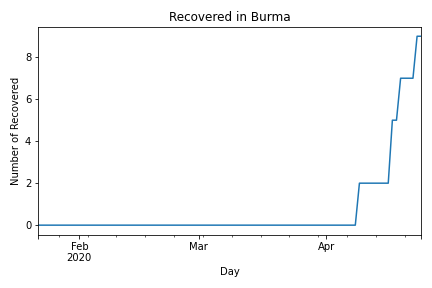 Recovered in Burma
Number of Recovered
8
6
4
2
0
Feb
2020
Mar
Apr
Day